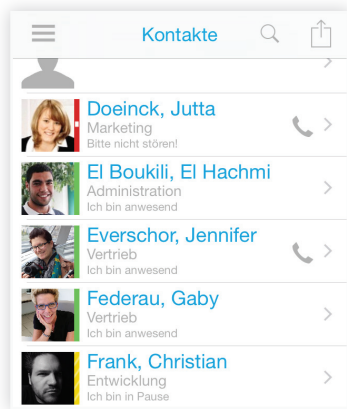 Kontakte
Doeinck, Jutta
Marketing
Bitte nicht stören!
El Boukili, El Hachmi
Administration
Ich bin anwesend
Everschor, Jennifer
Vertrieb
Ich bin anwesend
Federau, Gaby
Vertrieb
Ich bin anwesend
Frank, Christian
Entwicklung
Ich bin in Pause